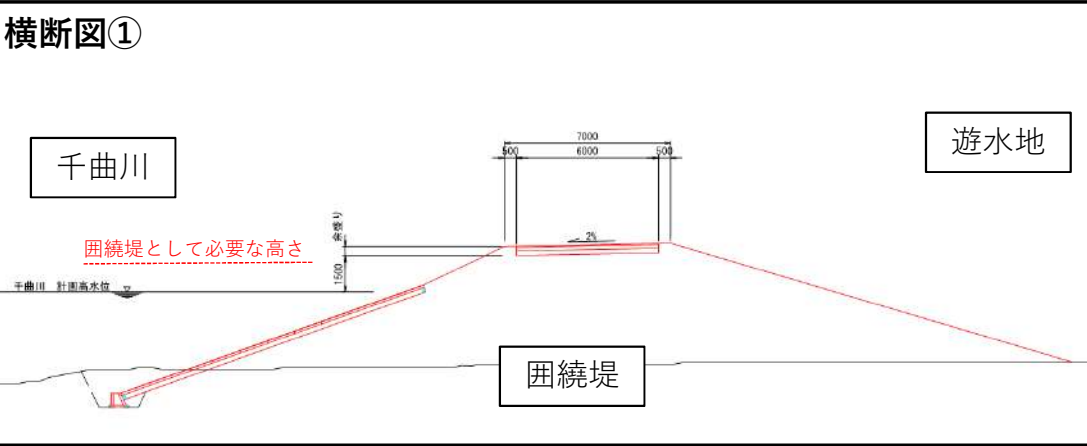 横断図①
千曲川
遊水地
7000
500
6000
500
余盛り
2%
囲繞堤として必要な高さ
1500
千曲川 計画高水位
囲繞堤